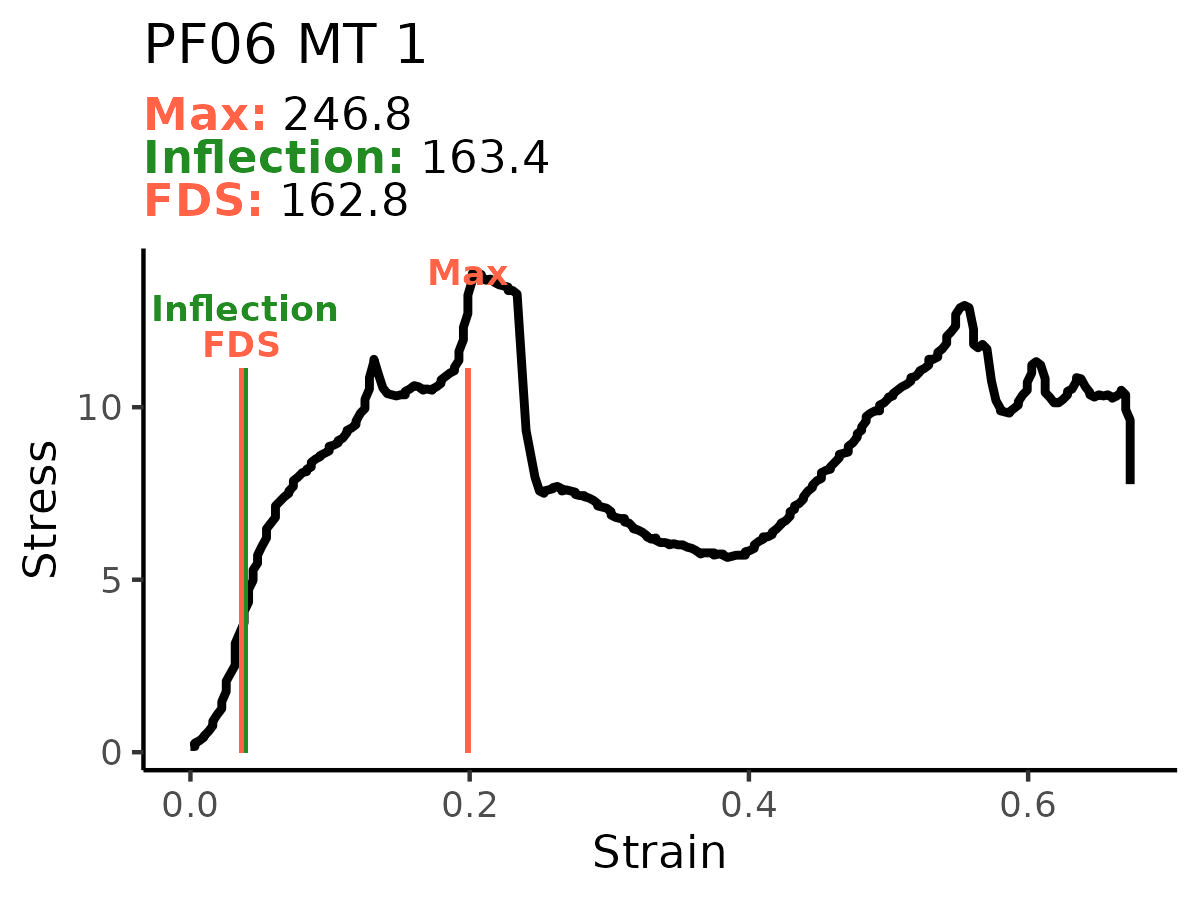 PF06 MT 1
Max: 246.8
Inflection: 163.4
FDS: 162.8
Max
Inflection
FDS
10
5
0
Stress
0.0 0.2 0.4 0.6
Strain